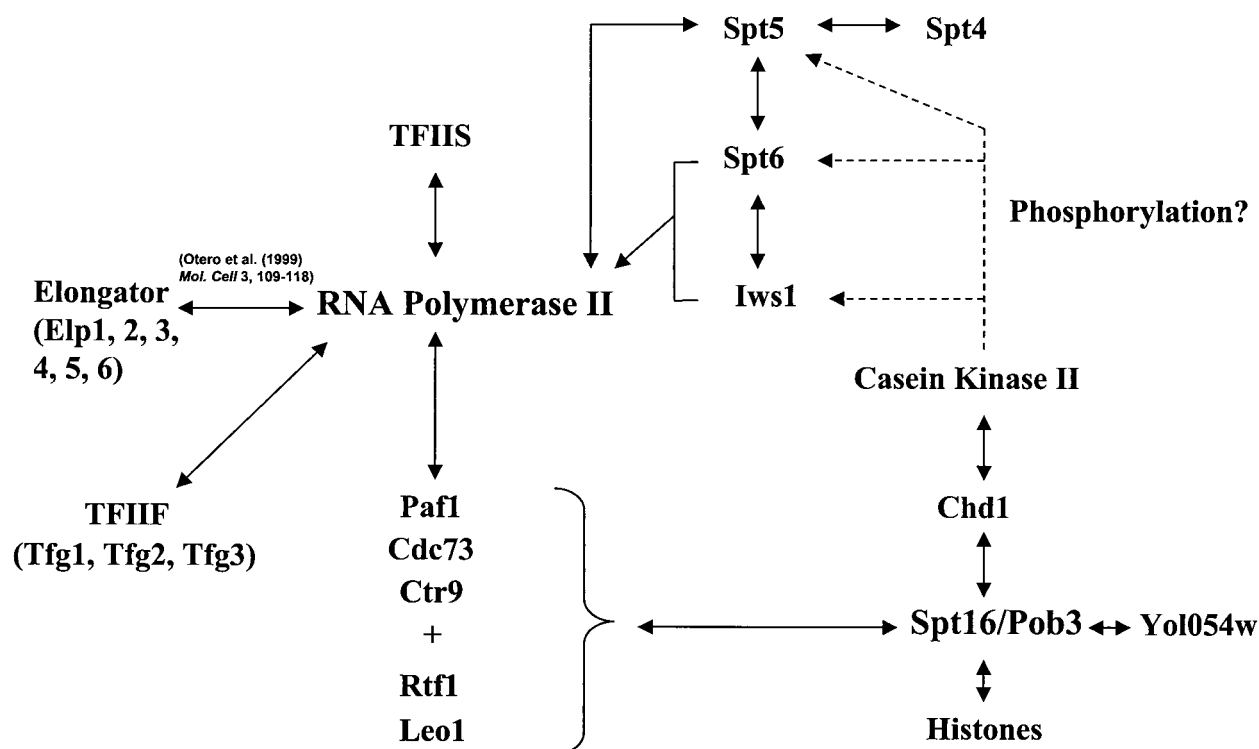 Spt5
Spt4
TFIIS
Spt6
Phosphorylation?
(Otero et al. (1999)
Mol. Cell 3, 109-118)
Elongator
(Elp1, 2, 3,
4, 5, 6)
RNA Polymerase II
Iws1
Casein Kinase II
TFIIF
(Tfg1, Tfg2, Tfg3)
Paf1
Cdc73
Ctr9
+
Rtf1
Leo1
Chd1
Spt16/Pob3
Yol054w
Histones